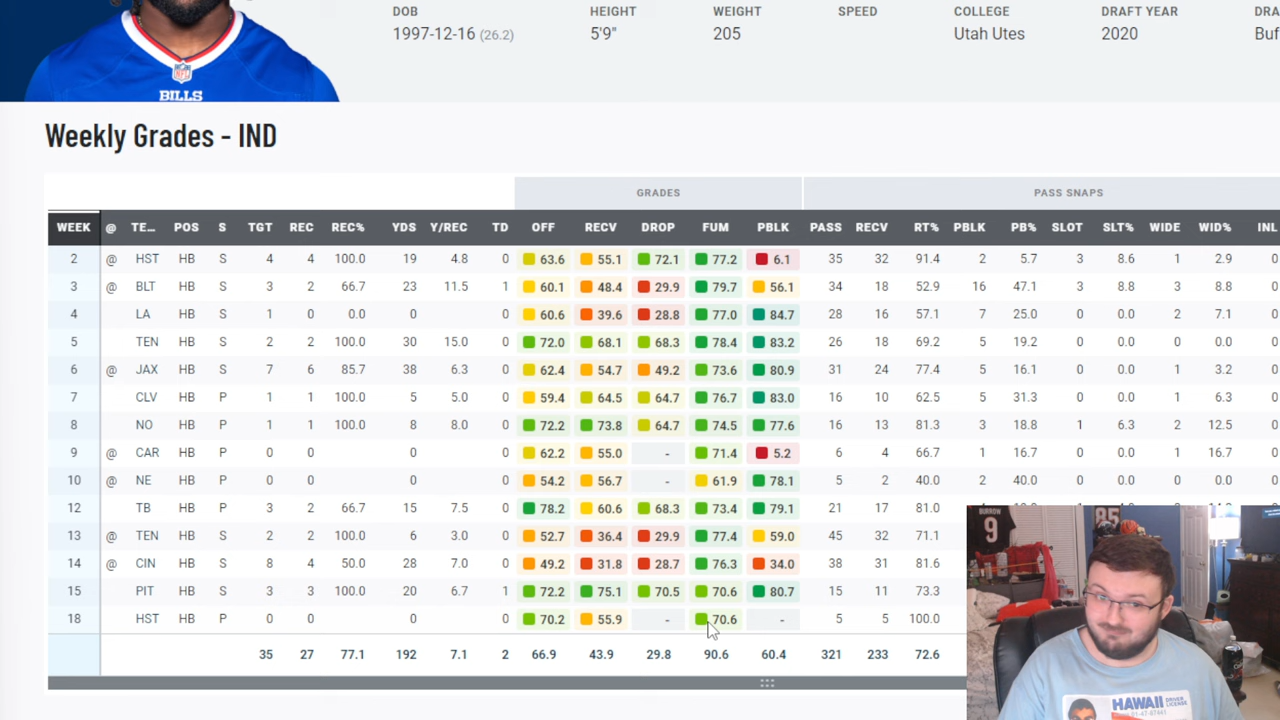 DOB HEIGHT WEIGHT SPEED COLLEGE DRAFT YEAR
1997-12-16 (26.2) 5'9" 205 Utah Utes 2020
BILLS
Weekly Grades - IND
GRADES PASS SNAPS
WEEK @ TE... POS S TGT REC REC% YDS Y/REC TD OFF RECV DROP FUM PBLK PASS RECV RT% PBLK PB% SLOT SLT% WIDE WID% INL
2 @ HST HB S 4 4 100.0 19 4.8 0 63.6 55.1 72.1 77.2 6.1 35 32 91.4 2 5.7 3 8.6 1 2.9 0
3 @ BLT HB S 3 2 66.7 23 11.5 1 60.1 48.4 29.9 79.7 56.1 34 18 52.9 16 47.1 3 8.8 3 8.8 0
4 LA HB S 1 0 0.0 0 0 60.6 39.6 28.8 77.0 84.7 28 16 57.1 7 25.0 0 0.0 2 7.1 0
5 TEN HB S 2 2 100.0 30 15.0 0 72.0 68.1 68.3 78.4 83.2 26 18 69.2 5 19.2 0 0.0 0 0.0 0
6 @ JAX HB S 7 6 85.7 38 6.3 0 62.4 54.7 49.2 73.6 80.9 31 24 77.4 5 16.1 0 0.0 1 3.2 0
7 CLV HB P 1 1 100.0 5 5.0 0 59.4 64.5 64.7 76.7 83.0 16 10 62.5 5 31.3 0 0.0 1 6.3 0
8 NO HB P 1 1 100.0 8 8.0 0 72.2 73.8 64.7 74.5 77.6 16 13 81.3 3 18.8 1 6.3 2 12.5 0
9 @ CAR HB P 0 0 0 0 62.2 55.0 - 71.4 5.2 6 4 66.7 1 16.7 0 0.0 1 16.7 0
10 @ NE HB P 0 0 0 0 54.2 56.7 - 61.9 78.1 5 2 40.0 2 40.0 0 0.0 0 0.0 0
12 TB HB P 3 2 66.7 15 7.5 0 78.2 60.6 68.3 73.4 79.1 21 17 81.0
13 @ TEN HB S 2 2 100.0 6 3.0 0 52.7 36.4 29.9 77.4 59.0 45 32 71.1
14 @ CIN HB S 8 4 50.0 28 7.0 0 49.2 31.8 28.7 76.3 34.0 38 31 81.6
15 PIT HB S 3 3 100.0 20 6.7 1 72.2 75.1 70.5 70.6 80.7 15 11 73.3
18 HST HB P 0 0 0 0 70.2 55.9 - 70.6 - 5 5 100.0
35 27 77.1 192 7.1 2 66.9 43.9 29.8 90.6 60.4 321 233 72.6
BURROW
9
85
HAWAII
DRIVER
LICENSE